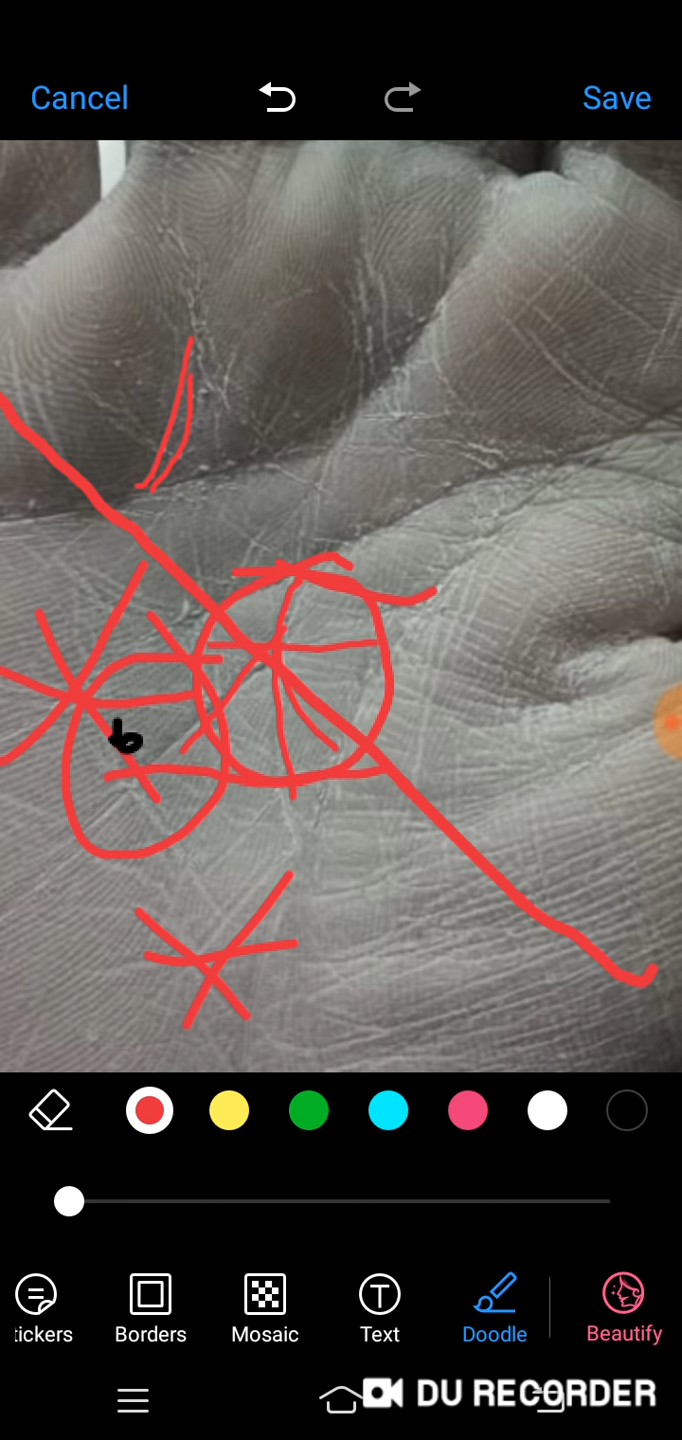 Cancel
Save
b
tickers
Borders
Mosaic
Text
Doodle
Beautify
DU RECORDER